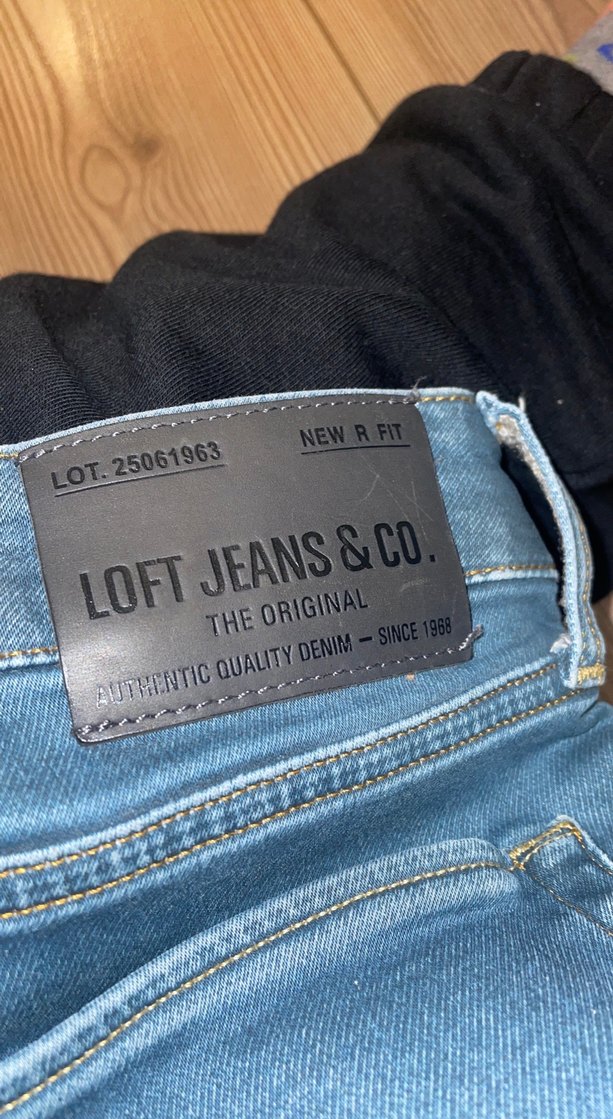 LOT. 25061963 NEW R FIT
LOFT JEANS & CO.
THE ORIGINAL
AUTHENTIC QUALITY DENIM – SINCE 1968